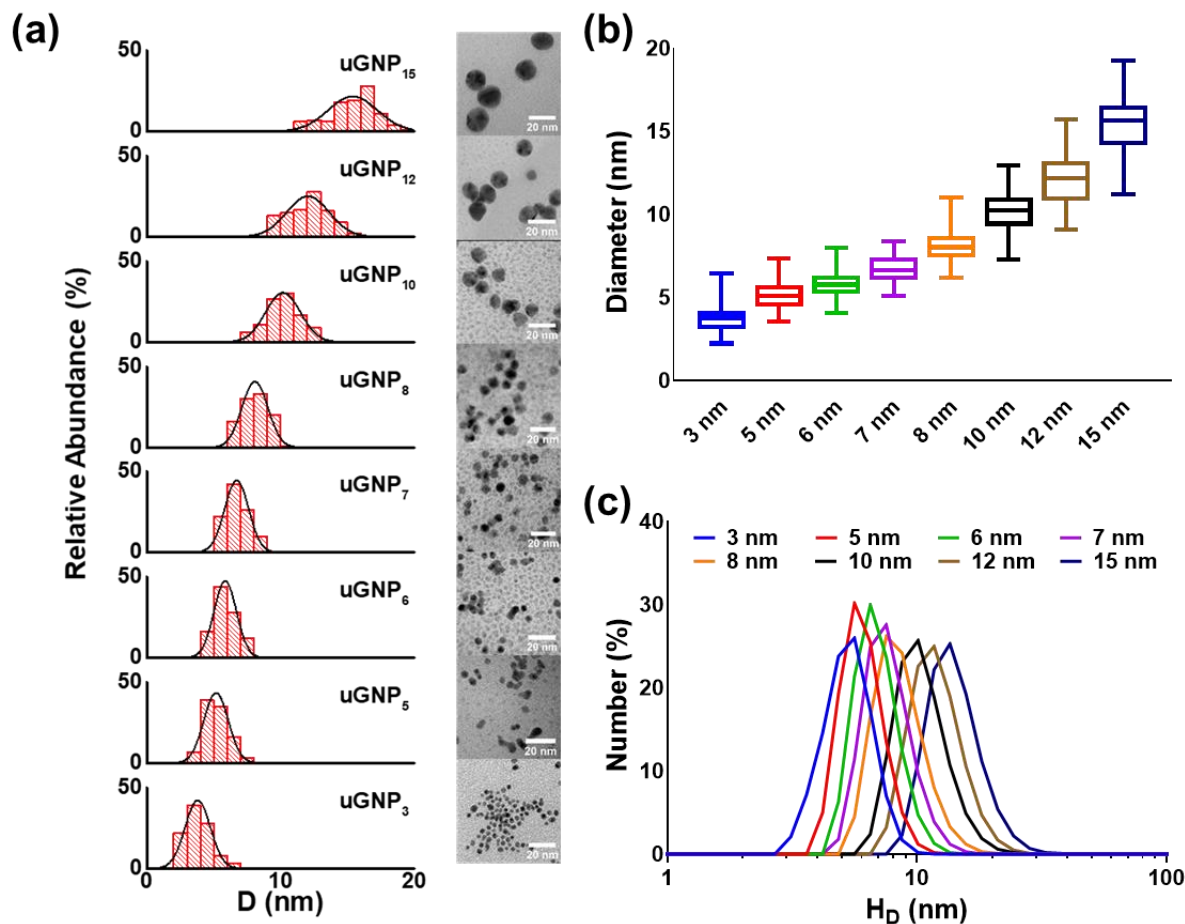 (a)
Relative Abundance (%)
50
0
uGNP15
20 nm
50
0
uGNP12
20 nm
50
0
uGNP10
20 nm
50
0
uGNP8
20 nm
50
0
uGNP7
20 nm
50
0
uGNP6
20 nm
50
0
uGNP5
20 nm
50
0
uGNP3
20 nm
0 10 20
D (nm)
(b)
Diameter (nm)
20
15
10
5
0
3 nm 5 nm 6 nm 7 nm 8 nm 10 nm 12 nm 15 nm
(c)
Number (%)
40
30
20
10
0
3 nm 5 nm 6 nm 7 nm
8 nm 10 nm 12 nm 15 nm
1 10 100
HD (nm)